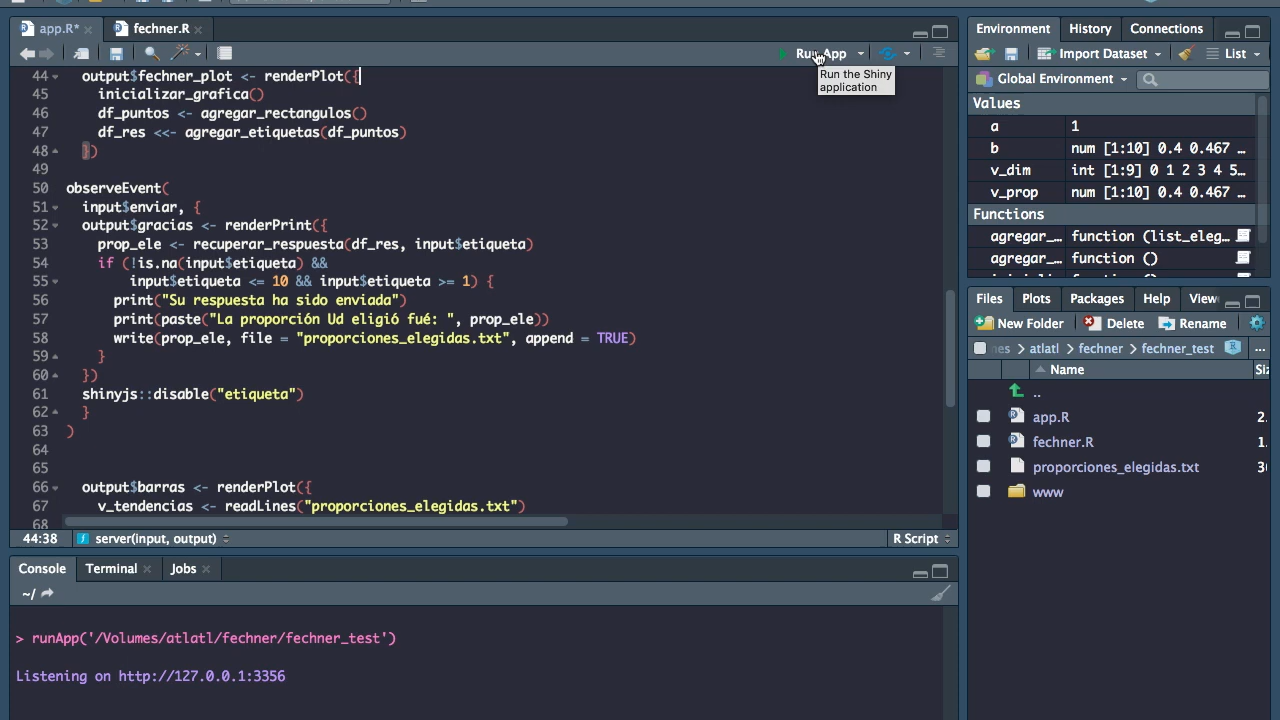 app.R*
fechner.R
Run App
Run the Shiny
application
44 output$fechner_plot <- renderPlot({
45 inicializar_grafica()
46 df_puntos <- agregar_rectangulos()
47 df_res <<- agregar_etiquetas(df_puntos)
48 })
49
50 observeEvent(
51 input$enviar, {
52 output$gracias <- renderPrint({
53 prop_ele <- recuperar_respuesta(df_res, input$etiqueta)
54 if (!is.na(input$etiqueta) &&
55 input$etiqueta <= 10 && input$etiqueta >= 1) {
56 print("Su respuesta ha sido enviada")
57 print(paste("La proporción Ud eligió fué: ", prop_ele))
58 write(prop_ele, file = "proporciones_elegidas.txt", append = TRUE)
59 }
60 })
61 shinyjs::disable("etiqueta")
62 }
63 )
64
65
66 output$barras <- renderPlot({
67 v_tendencias <- readLines("proporciones_elegidas.txt")
68
44:38 server(input, output) R Script
Console Terminal Jobs
~/
> runApp('/Volumes/atlatl/fechner/fechner_test')
Listening on http://127.0.0.1:3356
Environment History Connections
Import Dataset List
Global Environment
Values
a 1
b num [1:10] 0.4 0.467 …
v_dim int [1:9] 0 1 2 3 4 5…
v_prop num [1:10] 0.4 0.467 …
Functions
agregar_… function (list_eleg…
agregar_… function ()
Files Plots Packages Help View
New Folder Delete Rename
nes > atlatl > fechner > fechner_test ...
Name Siz
..
app.R 2.
fechner.R 1.
proporciones_elegidas.txt 30
www